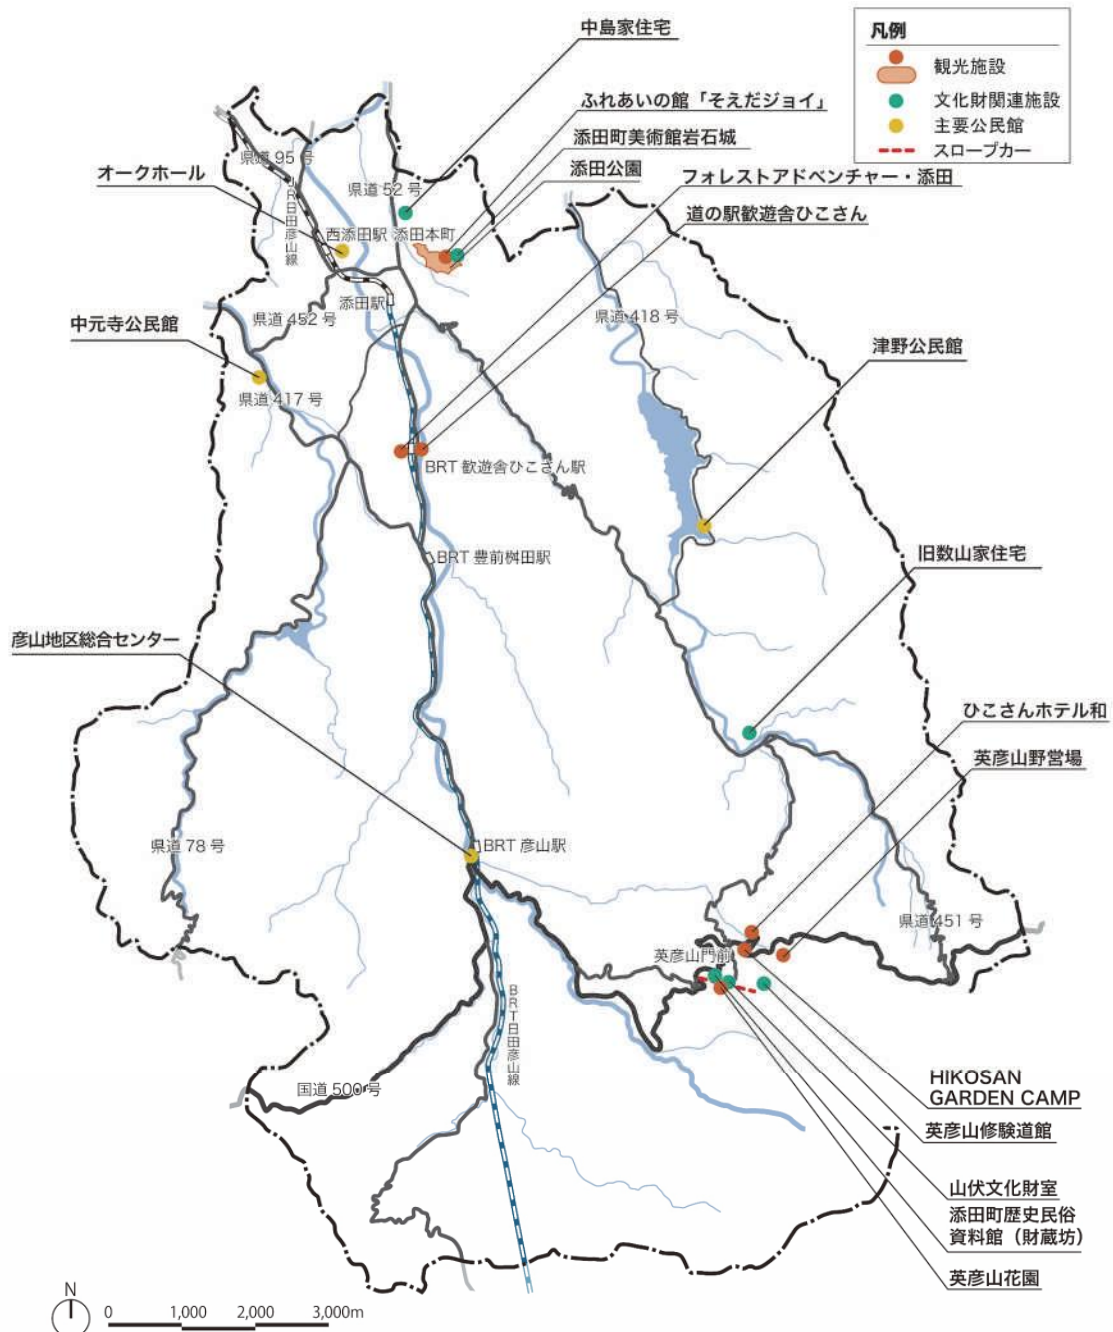 中島家住宅
凡例
観光施設
文化財関連施設
主要公民館
スロープカー
ふれあいの館「そえだジョイ」
添田町美術館岩石城
添田公園
フォレストアドベンチャー・添田
道の駅歓遊舎ひこさん
県道95号
オークホール
県道52号
JR日田彦山線
西添田駅
添田本町
添田駅
県道452号
県道418号
中元寺公民館
津野公民館
県道417号
BRT歓遊舎ひこさん駅
BRT豊前桝田駅
旧数山家住宅
彦山地区総合センター
ひこさんホテル和
英彦山野営場
県道78号
BRT彦山駅
県道451号
英彦山門前
BRT日田彦山線
国道500号
HIKOSAN
GARDEN CAMP
英彦山修験道館
山伏文化財室
添田町歴史民俗
資料館（財蔵坊）
英彦山花園
N
0 1,000 2,000 3,000m